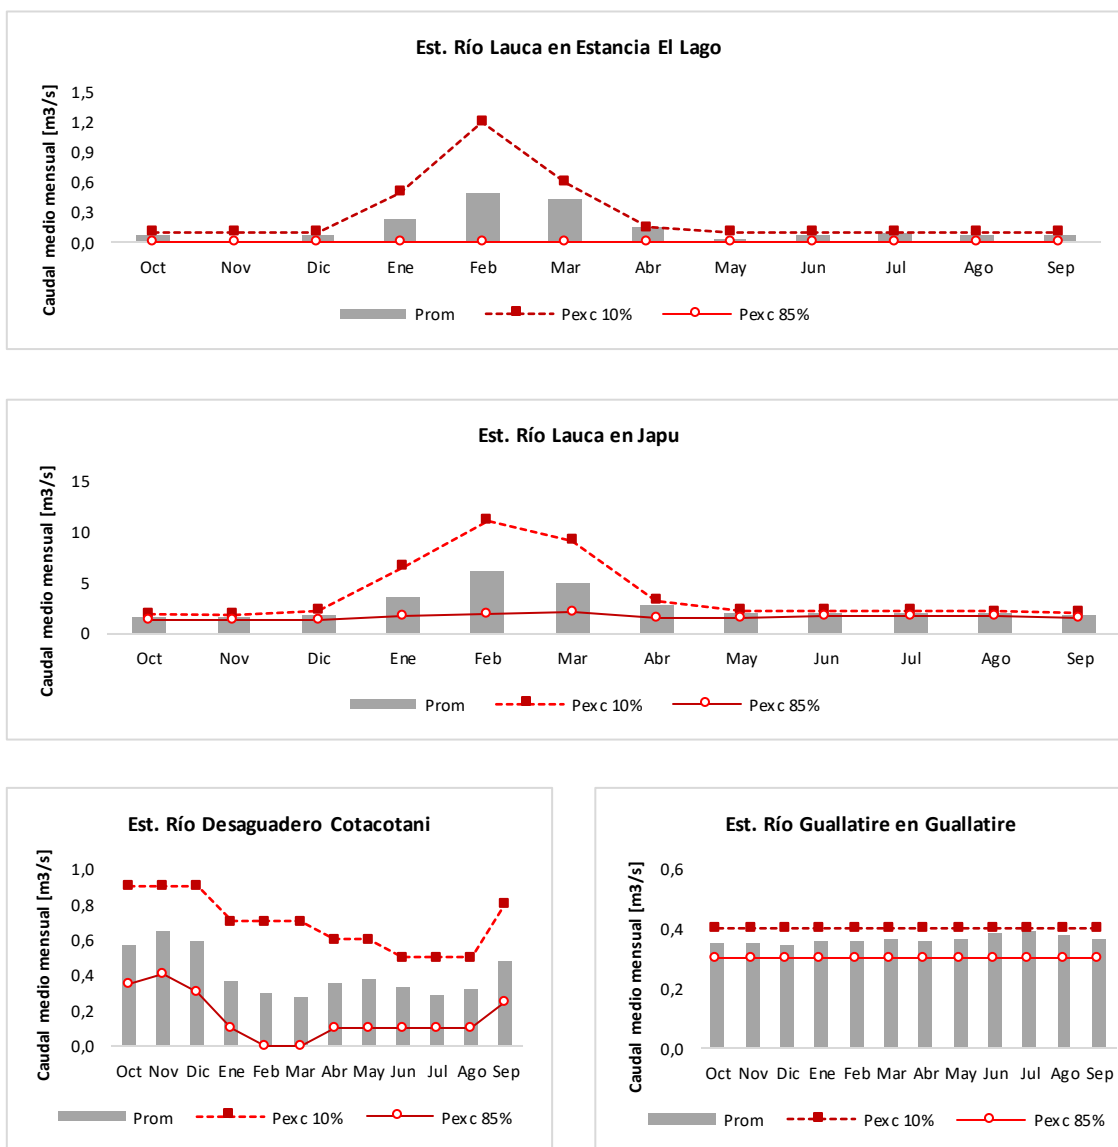 Est. Río Lauca en Estancia El Lago
Caudal medio mensual [m3/s]
1,5
1,2
0,9
0,6
0,3
0,0
Oct Nov Dic Ene Feb Mar Abr May Jun Jul Ago Sep
Prom Pexc 10% Pexc 85%
Est. Río Lauca en Japu
Caudal medio mensual [m3/s]
15
10
5
0
Oct Nov Dic Ene Feb Mar Abr May Jun Jul Ago Sep
Prom Pexc 10% Pexc 85%
Est. Río Desaguadero Cotacotani
Caudal medio mensual [m3/s]
1,0
0,8
0,6
0,4
0,2
0,0
Oct Nov Dic Ene Feb Mar Abr May Jun Jul Ago Sep
Prom Pexc 10% Pexc 85%
Est. Río Guallatire en Guallatire
Caudal medio mensual [m3/s]
0,6
0,4
0,2
0,0
Oct Nov Dic Ene Feb Mar Abr May Jun Jul Ago Sep
Prom Pexc 10% Pexc 85%